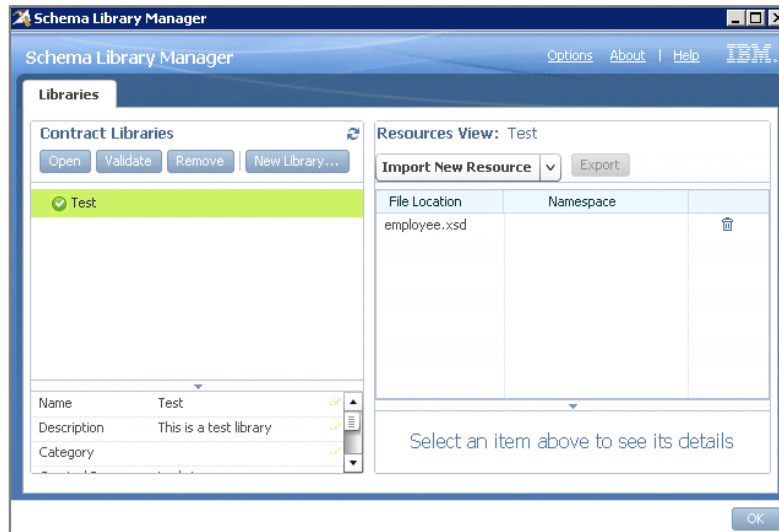 Schema Library Manager
Schema Library Manager
Options About | Help IBM.
Libraries
Contract Libraries
Open Validate Remove New Library...
Test
Name Test
Description This is a test library
Category
Resources View: Test
Import New Resource Export
File Location Namespace
employee.xsd
Select an item above to see its details
OK